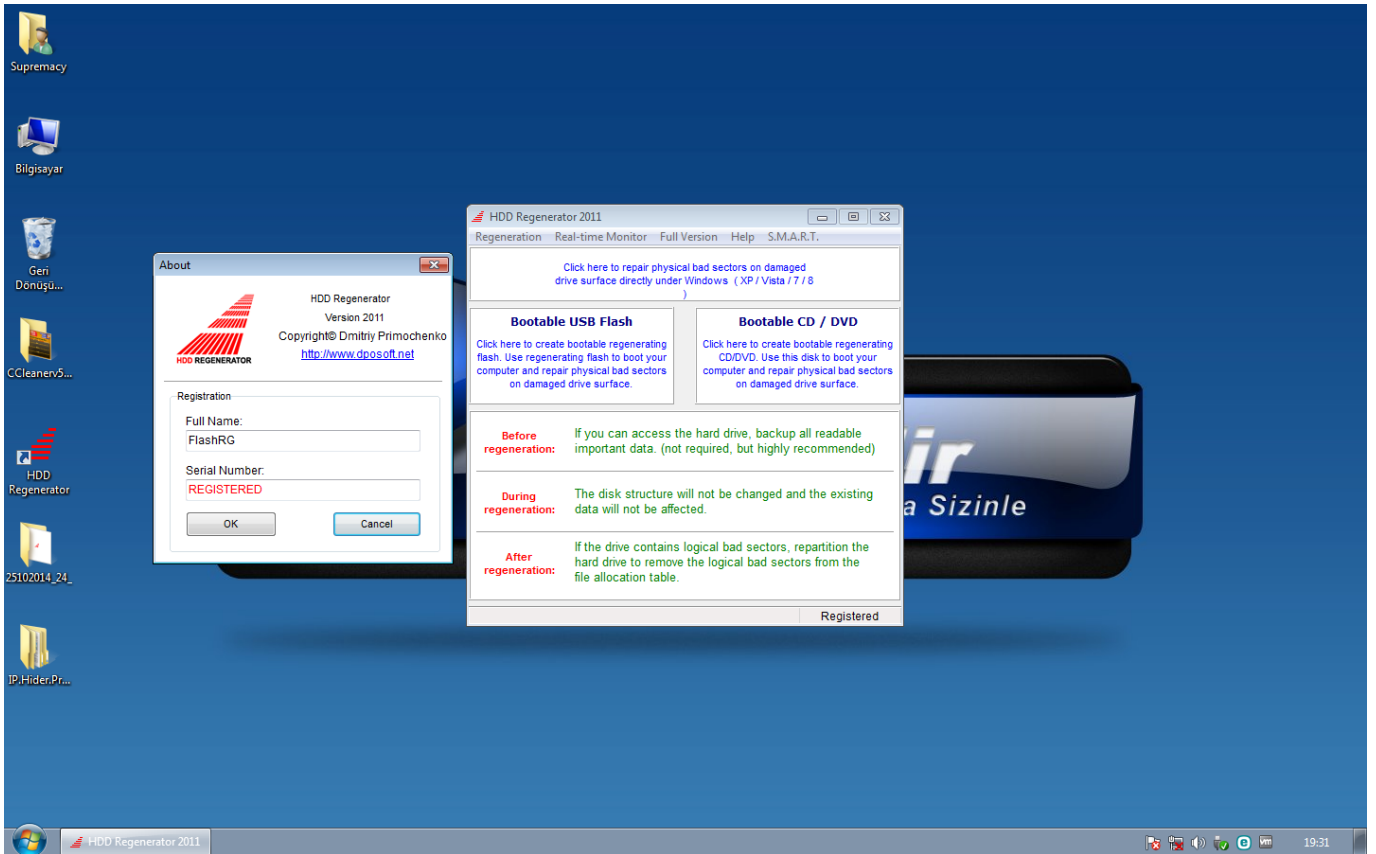 Supremacy
Bilgisayar
Geri
Dönüşü...
CCleanerv5...
HDD
Regenerator
25102014_24_
IP.Hider.Pr...
About
HDD Regenerator
Version 2011
Copyright© Dmitriy Primochenko
http://www.dposoft.net
HDD REGENERATOR
Registration
Full Name:
FlashRG
Serial Number:
REGISTERED
OK
Cancel
HDD Regenerator 2011
Regeneration Real-time Monitor Full Version Help S.M.A.R.T.
Click here to repair physical bad sectors on damaged
drive surface directly under Windows ( XP / Vista / 7 / 8
)
Bootable USB Flash
Click here to create bootable regenerating
flash. Use regenerating flash to boot your
computer and repair physical bad sectors
on damaged drive surface.
Bootable CD / DVD
Click here to create bootable regenerating
CD/DVD. Use this disk to boot your
computer and repair physical bad sectors
on damaged drive surface.
Before
regeneration:
If you can access the hard drive, backup all readable
important data. (not required, but highly recommended)
During
regeneration:
The disk structure will not be changed and the existing
data will not be affected.
After
regeneration:
If the drive contains logical bad sectors, repartition the
hard drive to remove the logical bad sectors from the
file allocation table.
Registered
ir
a Sizinle
HDD Regenerator 2011
19:31